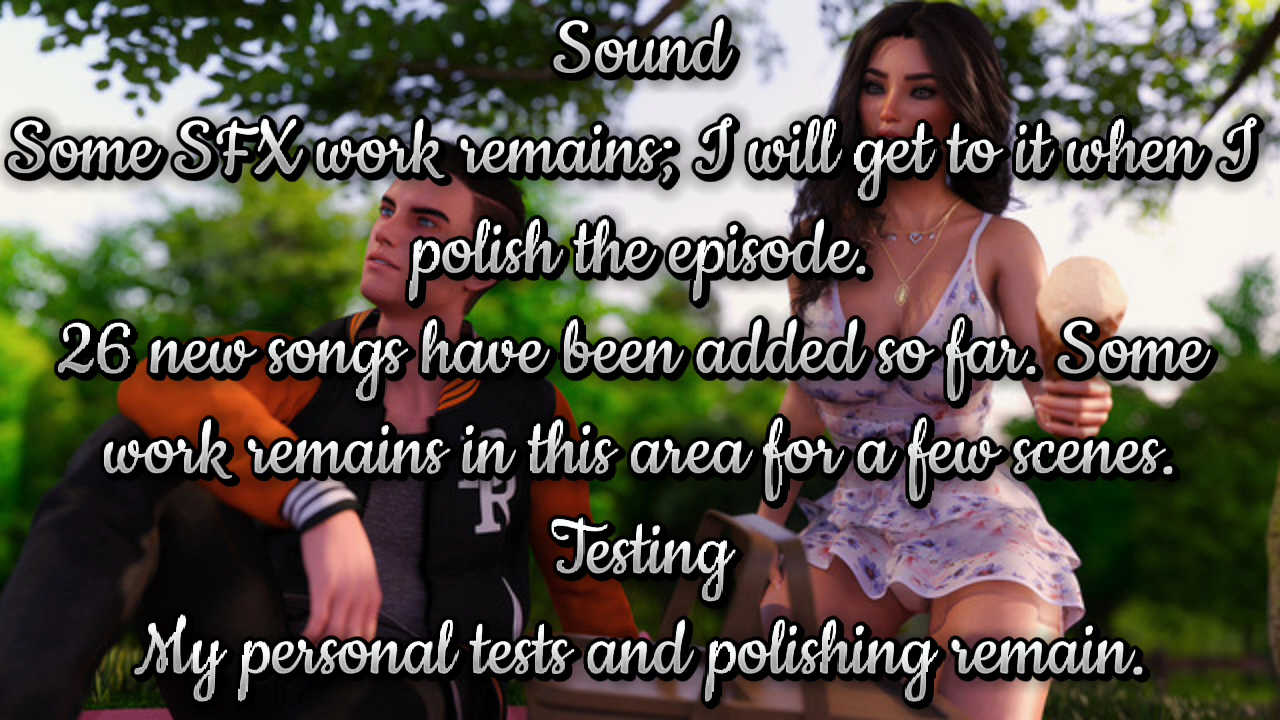 Sound
Some SFX work remains; I will get to it when I
polish the episode.
26 new songs have been added so far. Some
work remains in this area for a few scenes.
Testing
My personal tests and polishing remain.